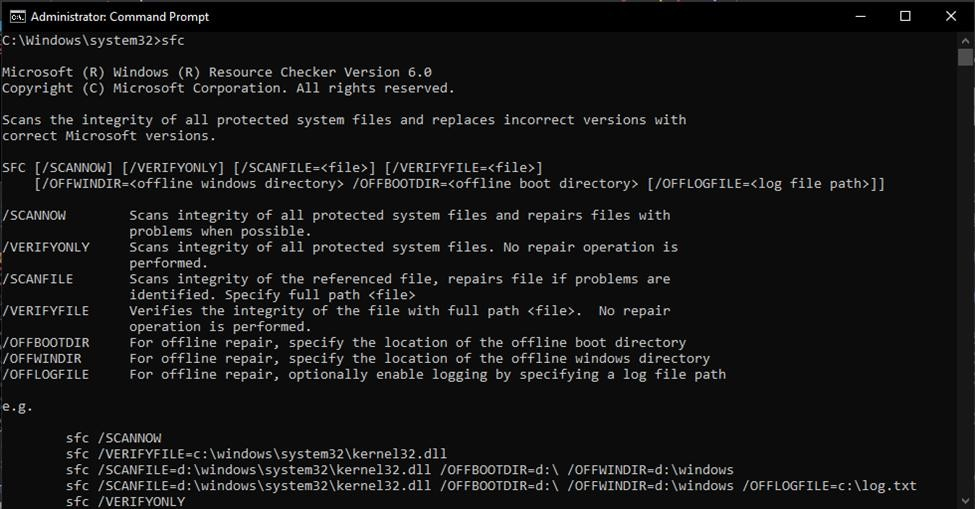 Administrator: Command Prompt
C:\Windows\system32>sfc
Microsoft (R) Windows (R) Resource Checker Version 6.0
Copyright (C) Microsoft Corporation. All rights reserved.
Scans the integrity of all protected system files and replaces incorrect versions with
correct Microsoft versions.
SFC [/SCANNOW] [/VERIFYONLY] [/SCANFILE=<file>] [/VERIFYFILE=<file>]
    [/OFFWINDIR=<offline windows directory> /OFFBOOTDIR=<offline boot directory> [/OFFLOGFILE=<log file path>]]
/SCANNOW        Scans integrity of all protected system files and repairs files with
                problems when possible.
/VERIFYONLY     Scans integrity of all protected system files. No repair operation is
                performed.
/SCANFILE       Scans integrity of the referenced file, repairs file if problems are
                identified. Specify full path <file>
/VERIFYFILE     Verifies the integrity of the file with full path <file>.  No repair
                operation is performed.
/OFFBOOTDIR     For offline repair, specify the location of the offline boot directory
/OFFWINDIR      For offline repair, specify the location of the offline windows directory
/OFFLOGFILE     For offline repair, optionally enable logging by specifying a log file path
e.g.
        sfc /SCANNOW
        sfc /VERIFYFILE=c:\windows\system32\kernel32.dll
        sfc /SCANFILE=d:\windows\system32\kernel32.dll /OFFBOOTDIR=d:\ /OFFWINDIR=d:\windows
        sfc /SCANFILE=d:\windows\system32\kernel32.dll /OFFBOOTDIR=d:\ /OFFWINDIR=d:\windows /OFFLOGFILE=c:\log.txt
        sfc /VERIFYONLY